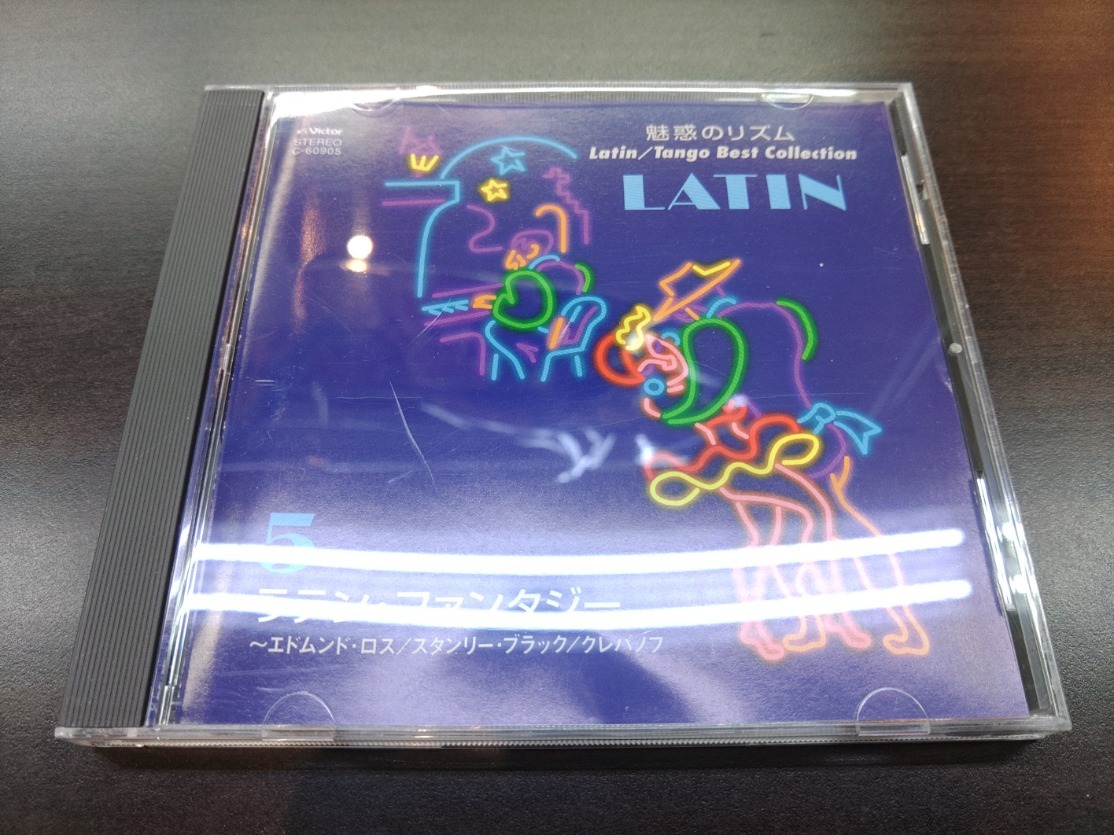 Victor
STEREO
C-60905
魅惑のリズム
Latin/Tango Best Collection
LATIN
5
ラテン・ファンタジー
〜エドムンド・ロス/スタンリー・ブラック/クレバノフ